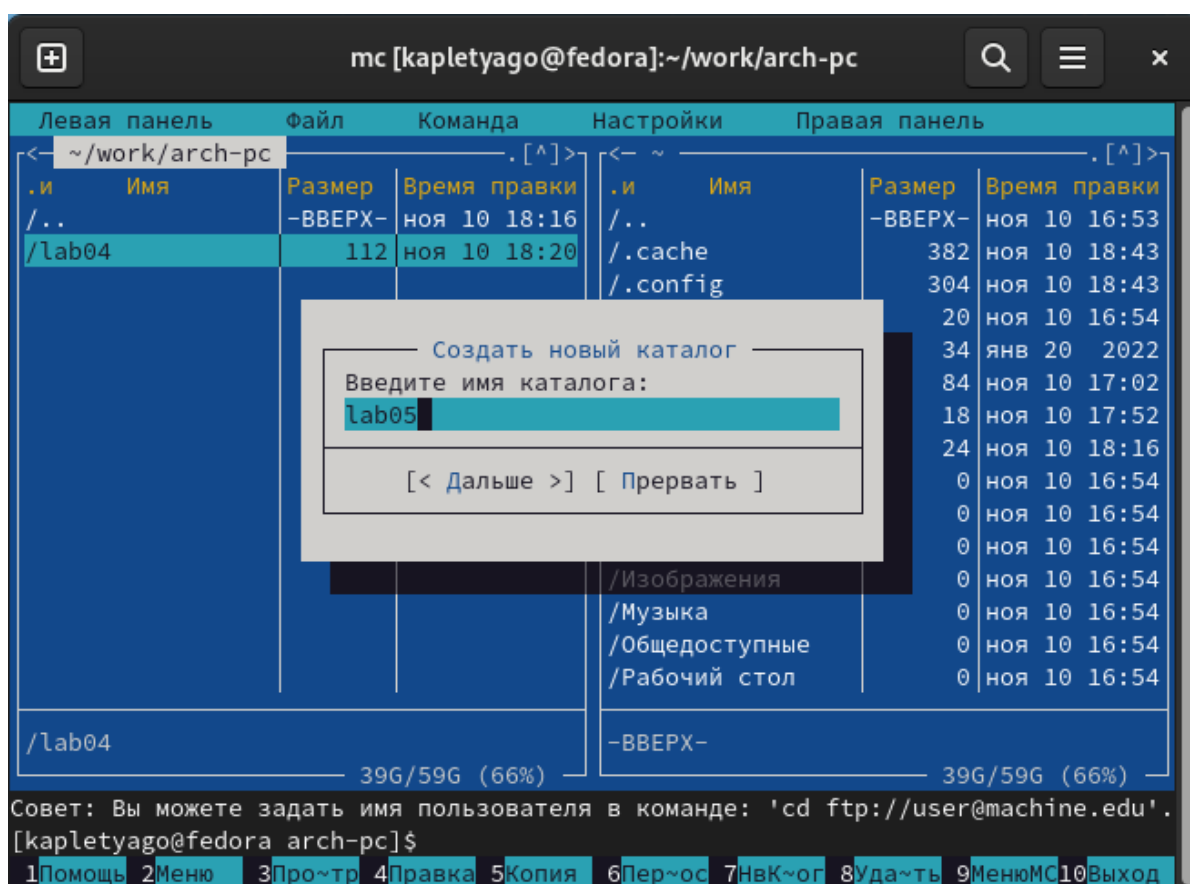 mc [kapletyago@fedora]:~/work/arch-pc
Левая панель Файл Команда Настройки Правая панель
<— ~/work/arch-pc .[^]> <— ~ .[^]>
.и Имя Размер Время правки .и Имя Размер Время правки
/.. -ВВЕРХ- ноя 10 18:16 /.. -ВВЕРХ- ноя 10 16:53
/lab04 112 ноя 10 18:20 /.cache 382 ноя 10 18:43
/.config 304 ноя 10 18:43
20 ноя 10 16:54
Создать новый каталог 34 янв 20 2022
Введите имя каталога: 84 ноя 10 17:02
lab05 18 ноя 10 17:52
24 ноя 10 18:16
[< Дальше >] [ Прервать ] 0 ноя 10 16:54
0 ноя 10 16:54
0 ноя 10 16:54
/Изображения 0 ноя 10 16:54
/Музыка 0 ноя 10 16:54
/Общедоступные 0 ноя 10 16:54
/Рабочий стол 0 ноя 10 16:54
/lab04 -ВВЕРХ-
39G/59G (66%) 39G/59G (66%)
Совет: Вы можете задать имя пользователя в команде: 'cd ftp://user@machine.edu'.
[kapletyago@fedora arch-pc]$
1Помощь 2Меню 3Про~тр 4Правка 5Копия 6Пер~ос 7НвК~ог 8Уда~ть 9МенюМС 10Выход